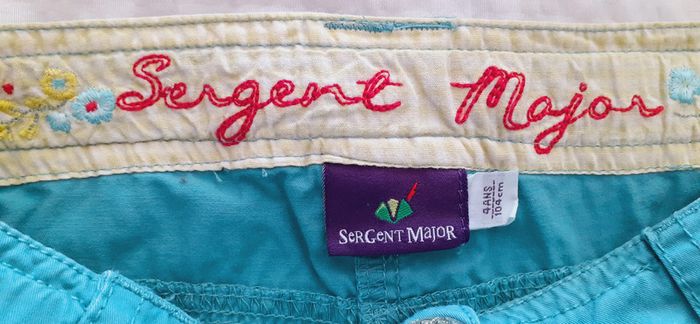 Sergent Major
SERGENT MAJOR
4 ANS
104 cm